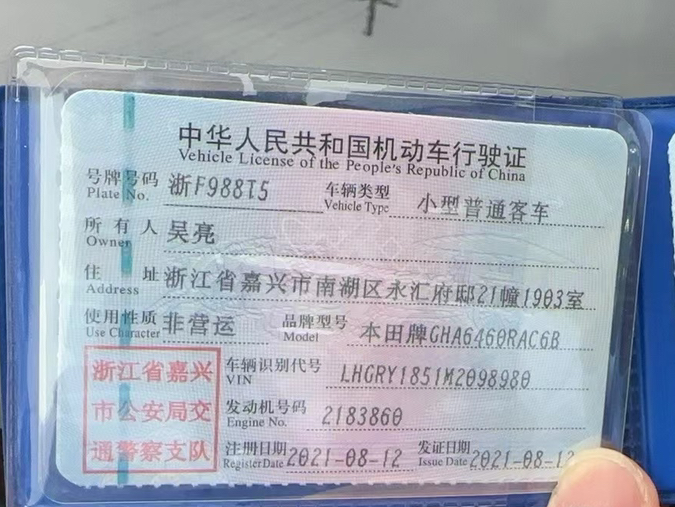 中华人民共和国机动车行驶证
Vehicle License of the People's Republic of China
号牌号码 浙F988T5 车辆类型 小型普通客车
Plate No. Vehicle Type
所有人 吴亮
Owner
住址 浙江省嘉兴市南湖区永汇府邸21幢1903室
Address
使用性质 非营运 品牌型号 本田牌GHA6460RAC6B
Use Character Model
浙江省嘉兴
市公安局交
通警察支队
车辆识别代号 LHGRY1851M2098980
VIN
发动机号码 2183860
Engine No.
注册日期 2021-08-12 发证日期 2021-08-12
Register Date Issue Date